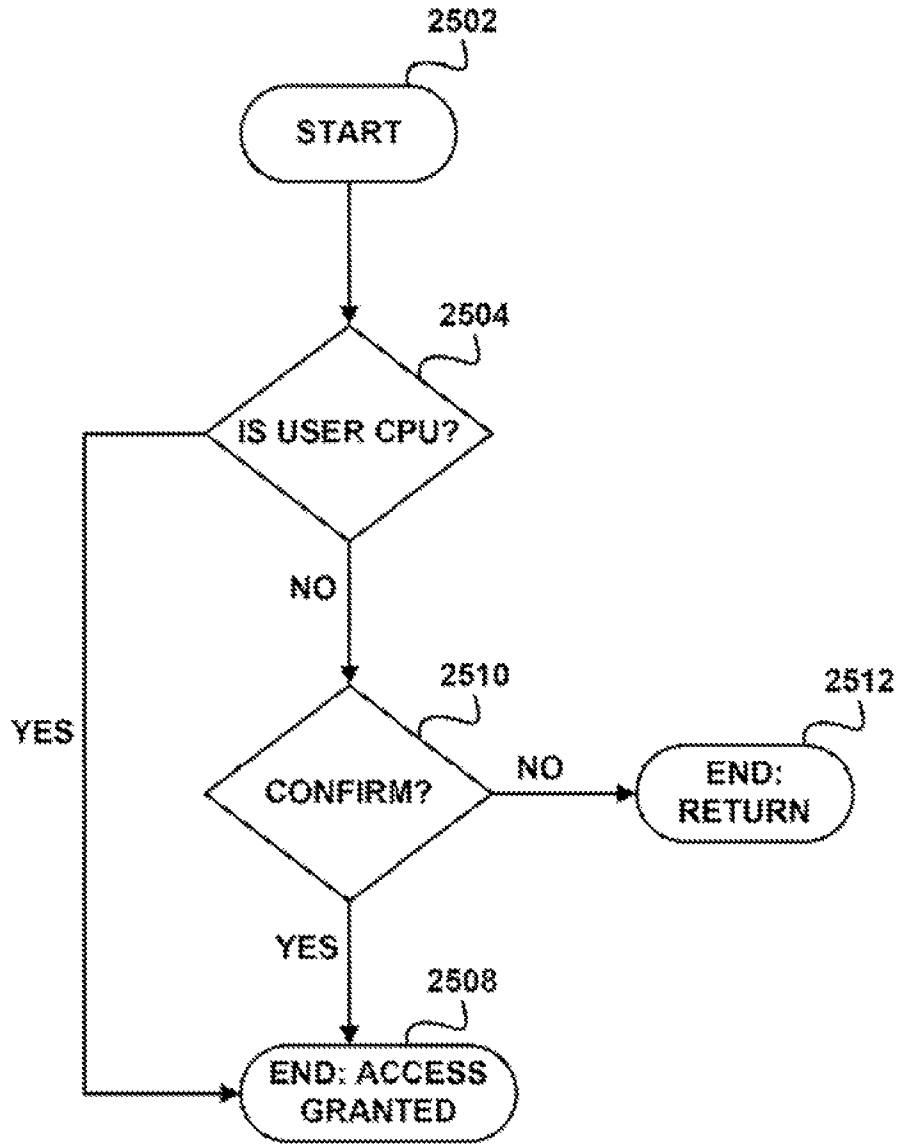 2502
START
2504
IS USER CPU?
NO
2510
2512
YES
CONFIRM?
NO
END:
RETURN
YES
2508
END: ACCESS
GRANTED